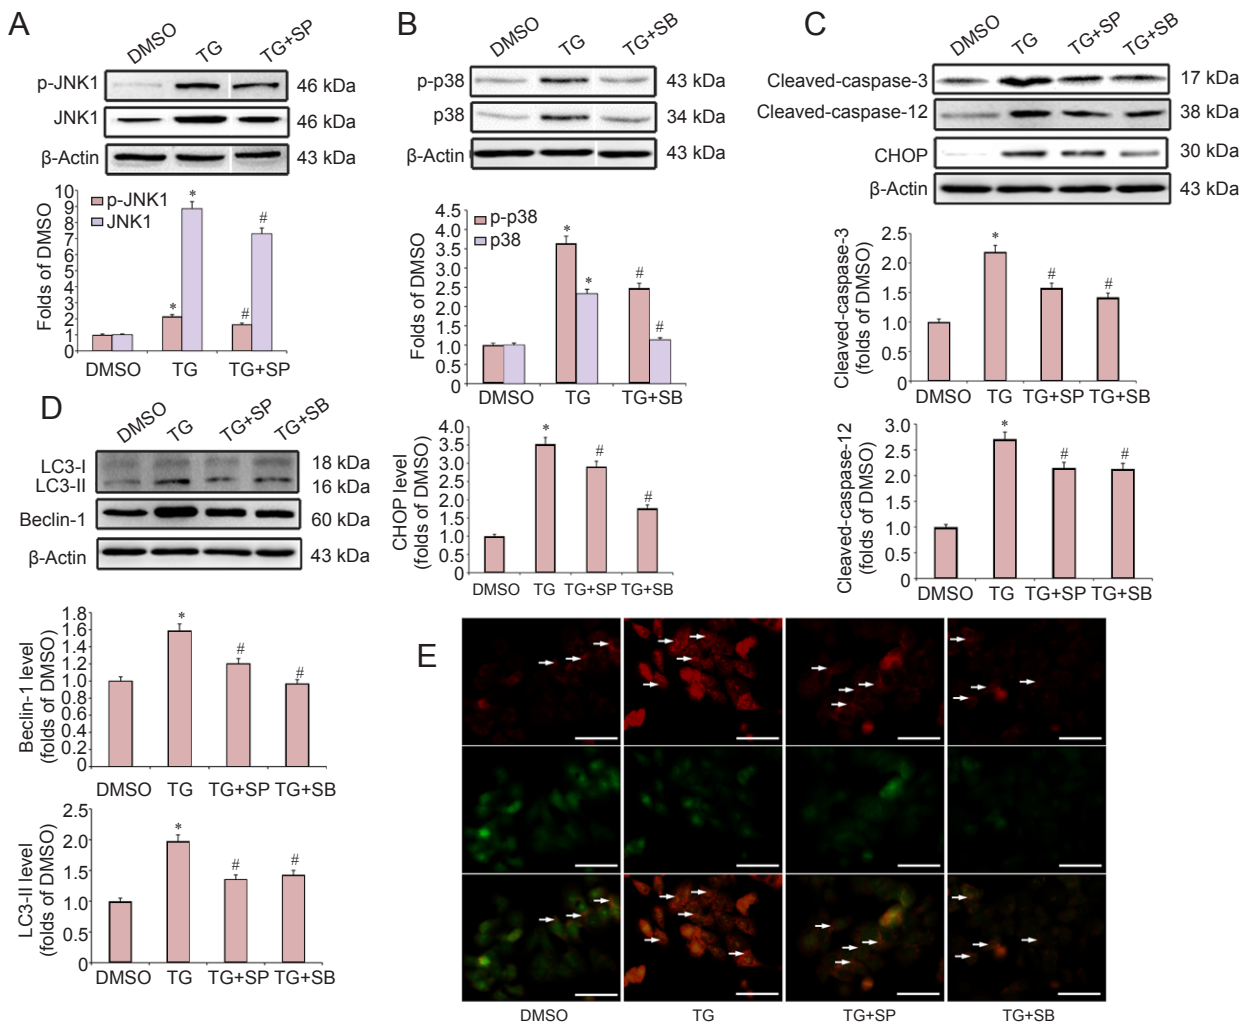 A
DMSO TG TG+SP
p-JNK1 46 kDa
JNK1 46 kDa
β-Actin 43 kDa
10
9
8
7
6
5
4
3
2
1
0
Folds of DMSO
p-JNK1
JNK1
* * # #
DMSO TG TG+SP
B
DMSO TG TG+SB
p-p38 43 kDa
p38 34 kDa
β-Actin 43 kDa
4.5
4.0
3.5
3.0
2.5
2.0
1.5
1.0
0.5
0
Folds of DMSO
p-p38
p38
* * # #
DMSO TG TG+SB
C
DMSO TG TG+SP TG+SB
Cleaved-caspase-3 17 kDa
Cleaved-caspase-12 38 kDa
CHOP 30 kDa
β-Actin 43 kDa
Cleaved-caspase-3
(folds of DMSO)
2.5
2.0
1.5
1.0
0.5
0
* # #
DMSO TG TG+SP TG+SB
CHOP level
(folds of DMSO)
4.0
3.5
3.0
2.5
2.0
1.5
1.0
0.5
0
* # #
DMSO TG TG+SP TG+SB
Cleaved-caspase-12
(folds of DMSO)
3.0
2.5
2.0
1.5
1.0
0.5
0
* # #
DMSO TG TG+SP TG+SB
D
DMSO TG TG+SP TG+SB
LC3-I 18 kDa
LC3-II 16 kDa
Beclin-1 60 kDa
β-Actin 43 kDa
Beclin-1 level
(folds of DMSO)
1.8
1.6
1.4
1.2
1.0
0.8
0.6
0.4
0.2
0
* # #
DMSO TG TG+SP TG+SB
LC3-II level
(folds of DMSO)
2.5
2.0
1.5
1.0
0.5
0
* # #
DMSO TG TG+SP TG+SB
E
DMSO TG TG+SP TG+SB